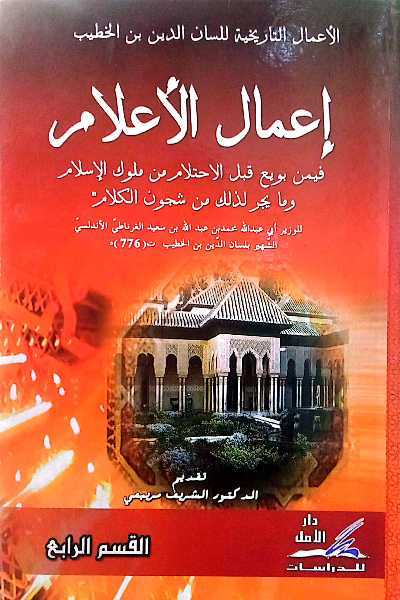 الأعمال التاريخية للسان الدين بن الخطيب
إعمال الأعلام
فيمن بويع قبل الاحتلام من ملوك الإسلام
وما يجر لذلك من شجون الكلام"
للوزير أبي عبدالله محمد بن عبد الله بن سعيد الغرناطيّ الأندلسيّ
الشهير بلسان الدّين بن الخطيب ت(776)ه
تقديم
الدكتور الشريف مريبعي
دار
الأمل
للدراسات
القسم الرابع